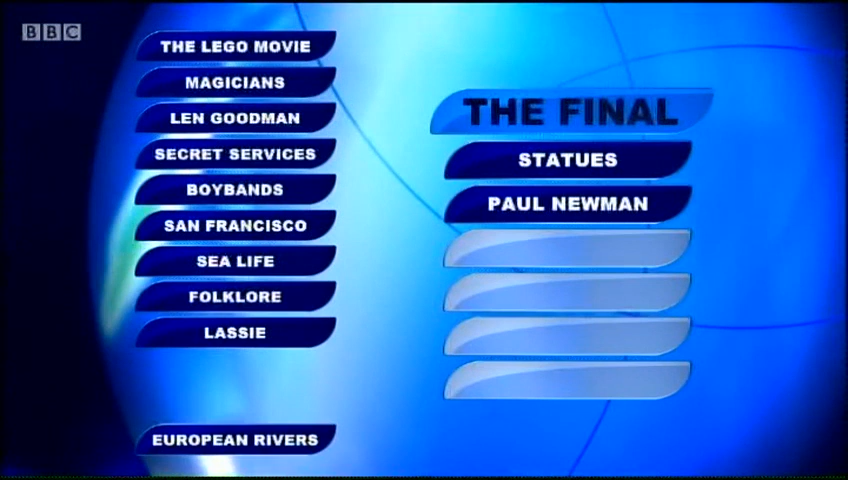 BBC
THE LEGO MOVIE
MAGICIANS
LEN GOODMAN
SECRET SERVICES
BOYBANDS
SAN FRANCISCO
SEA LIFE
FOLKLORE
LASSIE
EUROPEAN RIVERS
THE FINAL
STATUES
PAUL NEWMAN